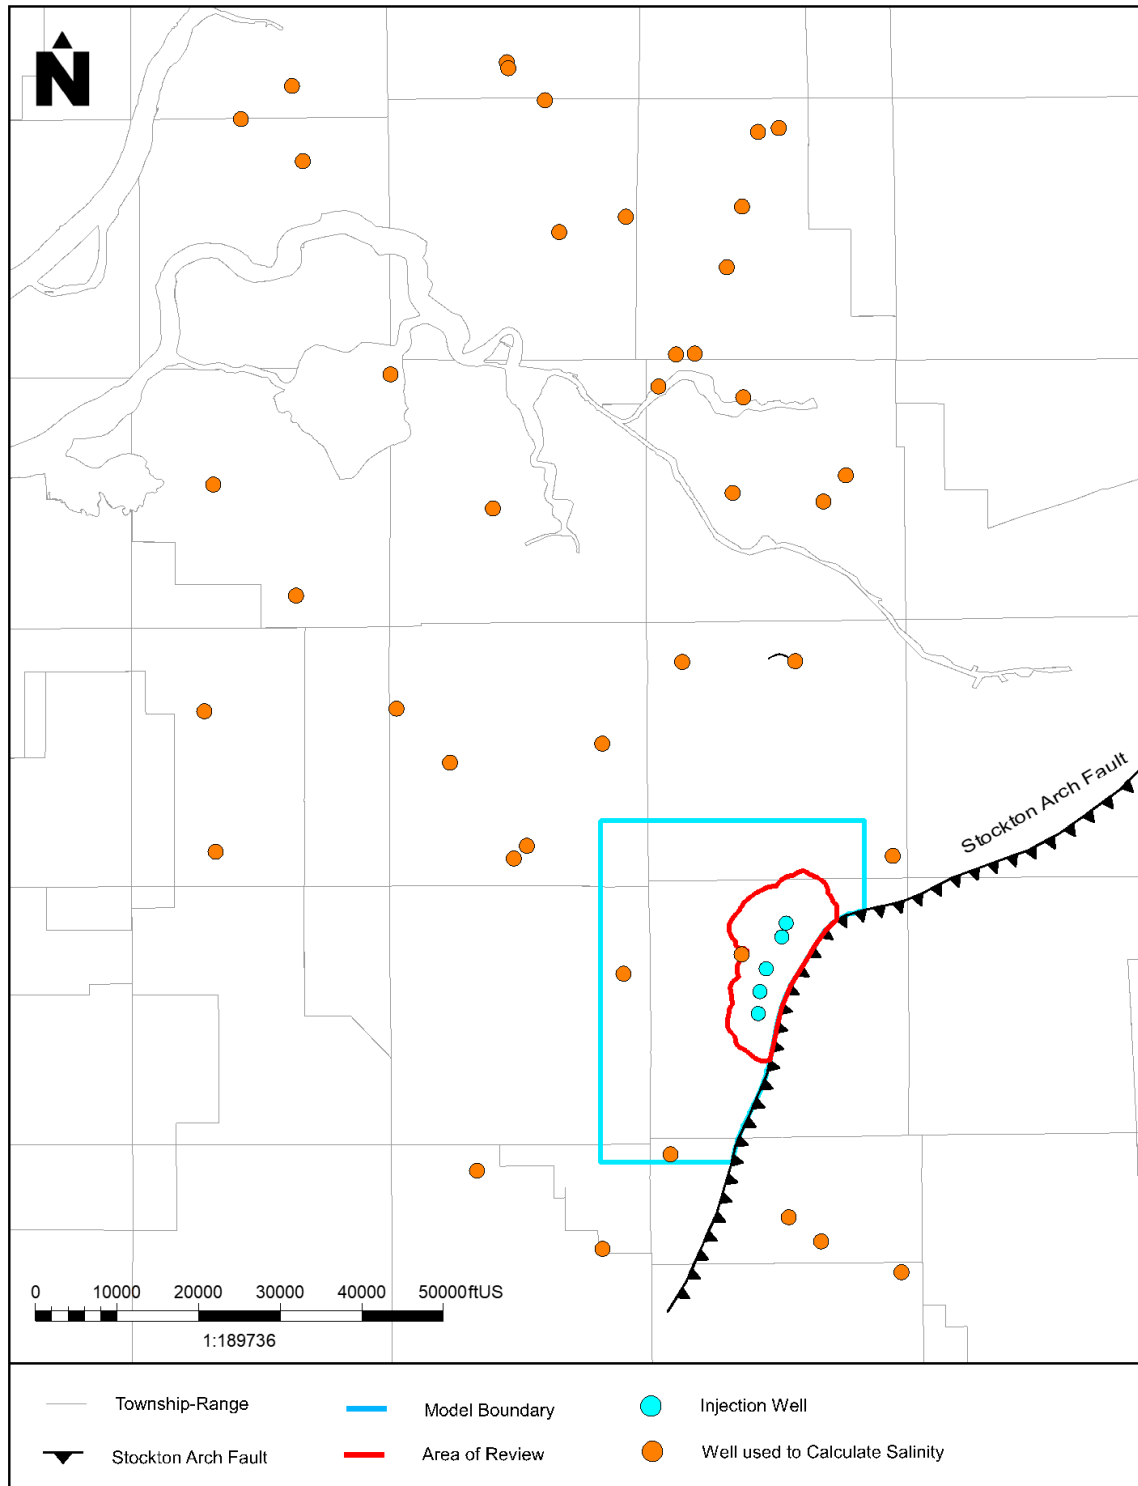 N
Stockton Arch Fault
0 10000 20000 30000 40000 50000ftUS
1:189736
Township-Range
Model Boundary
Injection Well
Stockton Arch Fault
Area of Review
Well used to Calculate Salinity